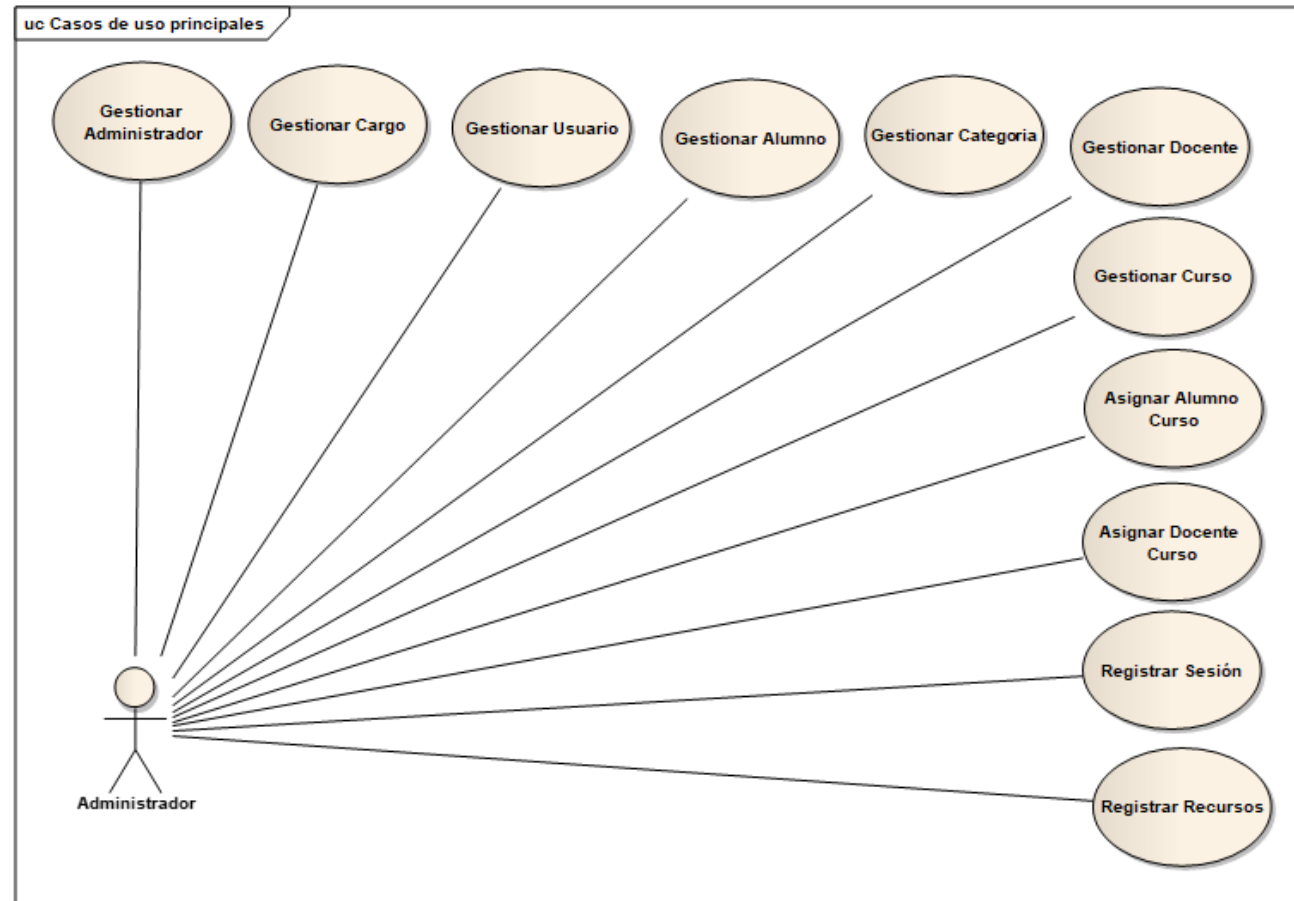 uc Casos de uso principales
Gestionar
Administrador
Gestionar Cargo
Gestionar Usuario
Gestionar Alumno
Gestionar Categoria
Gestionar Docente
Gestionar Curso
Asignar Alumno
Curso
Asignar Docente
Curso
Registrar Sesión
Registrar Recursos
Administrador